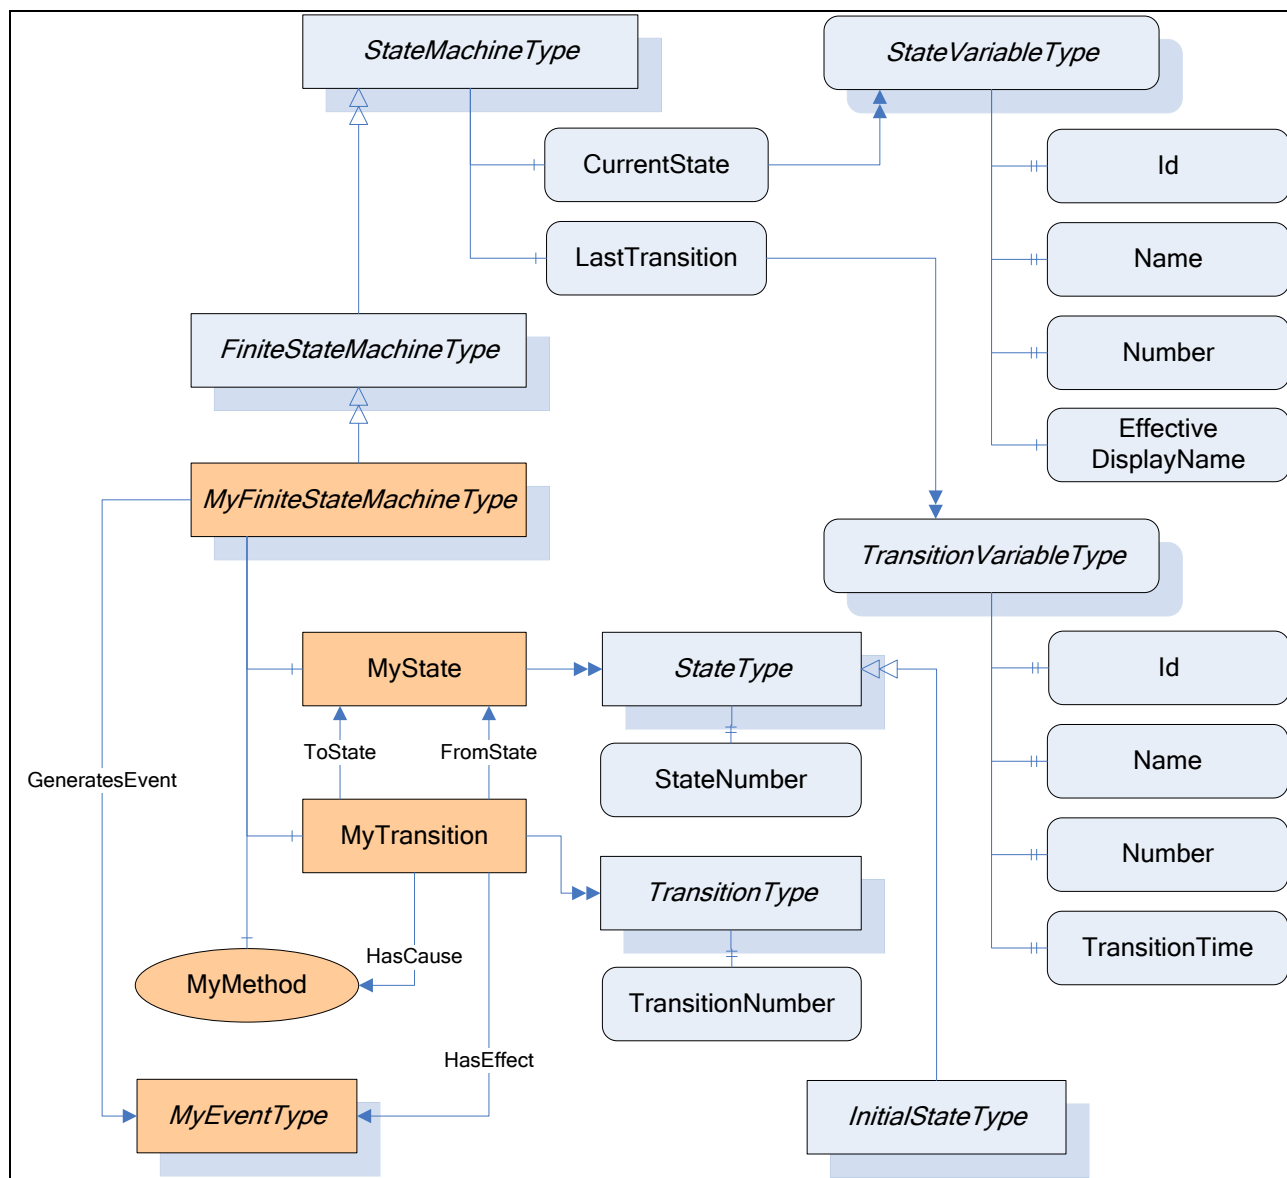 StateMachineType
StateVariableType
CurrentState
Id
LastTransition
Name
FiniteStateMachineType
Number
Effective
DisplayName
MyFiniteStateMachineType
TransitionVariableType
MyState
StateType
Id
ToState
FromState
GeneratesEvent
StateNumber
Name
MyTransition
Number
TransitionType
HasCause
TransitionTime
MyMethod
TransitionNumber
HasEffect
MyEventType
InitialStateType